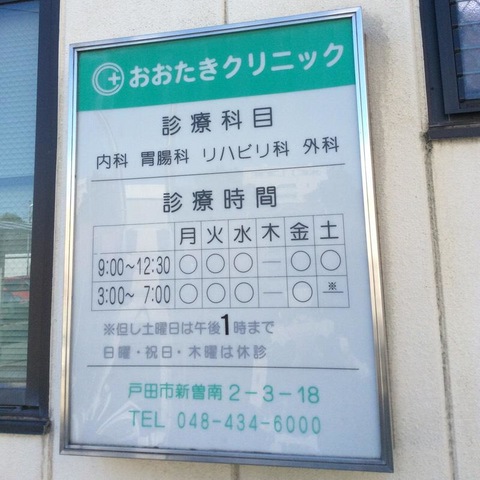 おおたきクリニック
診療科目
内科 胃腸科 リハビリ科 外科
診療時間
月 火 水 木 金 土
9:00～12:30 ○ ○ ○ — ○ ○
3:00～ 7:00 ○ ○ ○ — ○ ※
※但し土曜日は午後1時まで
日曜・祝日・木曜は休診
戸田市新曽南2-3-18
TEL 048-434-6000